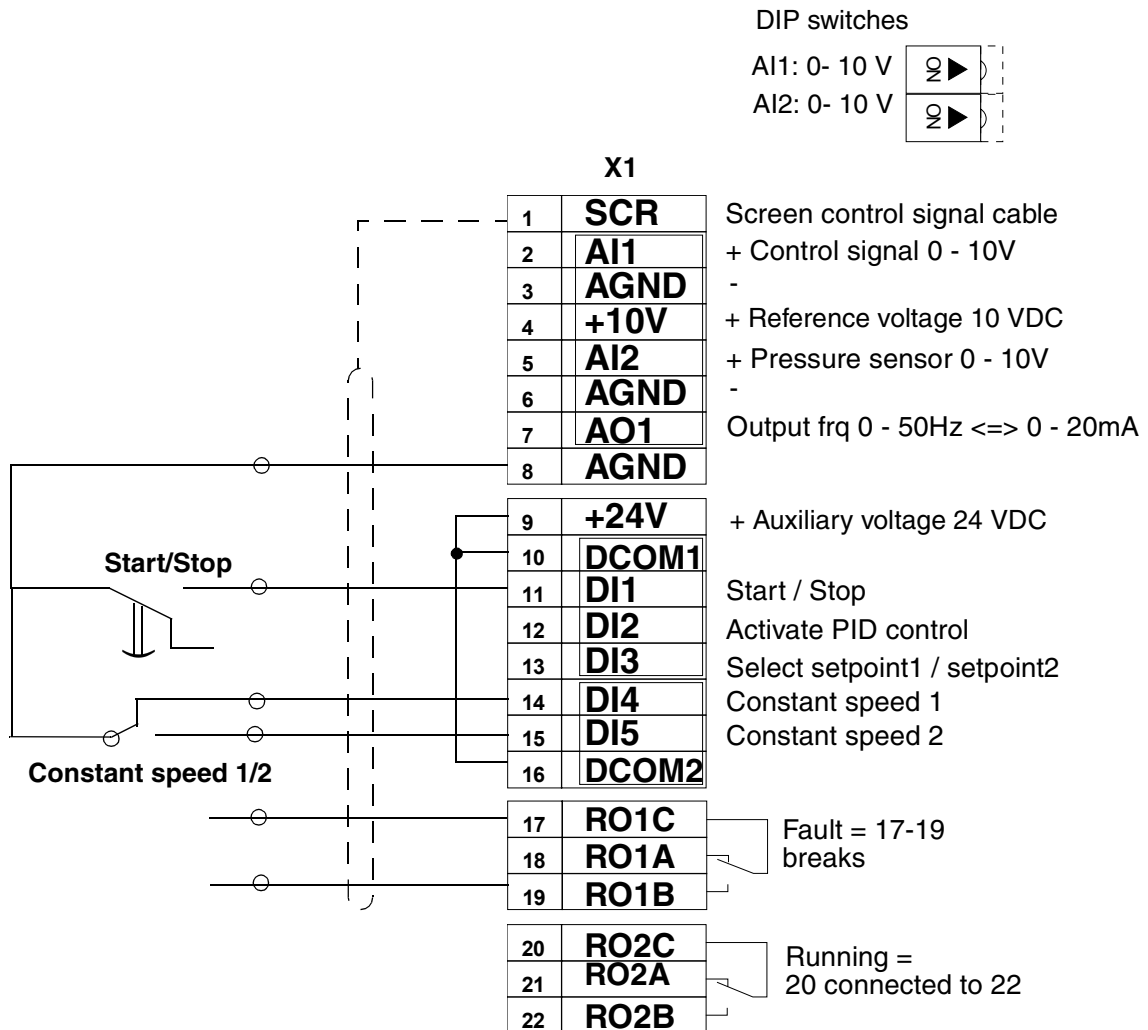 DIP switches
AI1: 0- 10 V
ON
AI2: 0- 10 V
ON
X1
1 SCR Screen control signal cable
2 AI1 + Control signal 0 - 10V
3 AGND -
4 +10V + Reference voltage 10 VDC
5 AI2 + Pressure sensor 0 - 10V
6 AGND -
7 AO1 Output frq 0 - 50Hz <=> 0 - 20mA
8 AGND
9 +24V + Auxiliary voltage 24 VDC
10 DCOM1
Start/Stop
11 DI1 Start / Stop
12 DI2 Activate PID control
13 DI3 Select setpoint1 / setpoint2
14 DI4 Constant speed 1
15 DI5 Constant speed 2
16 DCOM2
Constant speed 1/2
17 RO1C
18 RO1A
19 RO1B
Fault = 17-19
breaks
20 RO2C
21 RO2A
22 RO2B
Running =
20 connected to 22